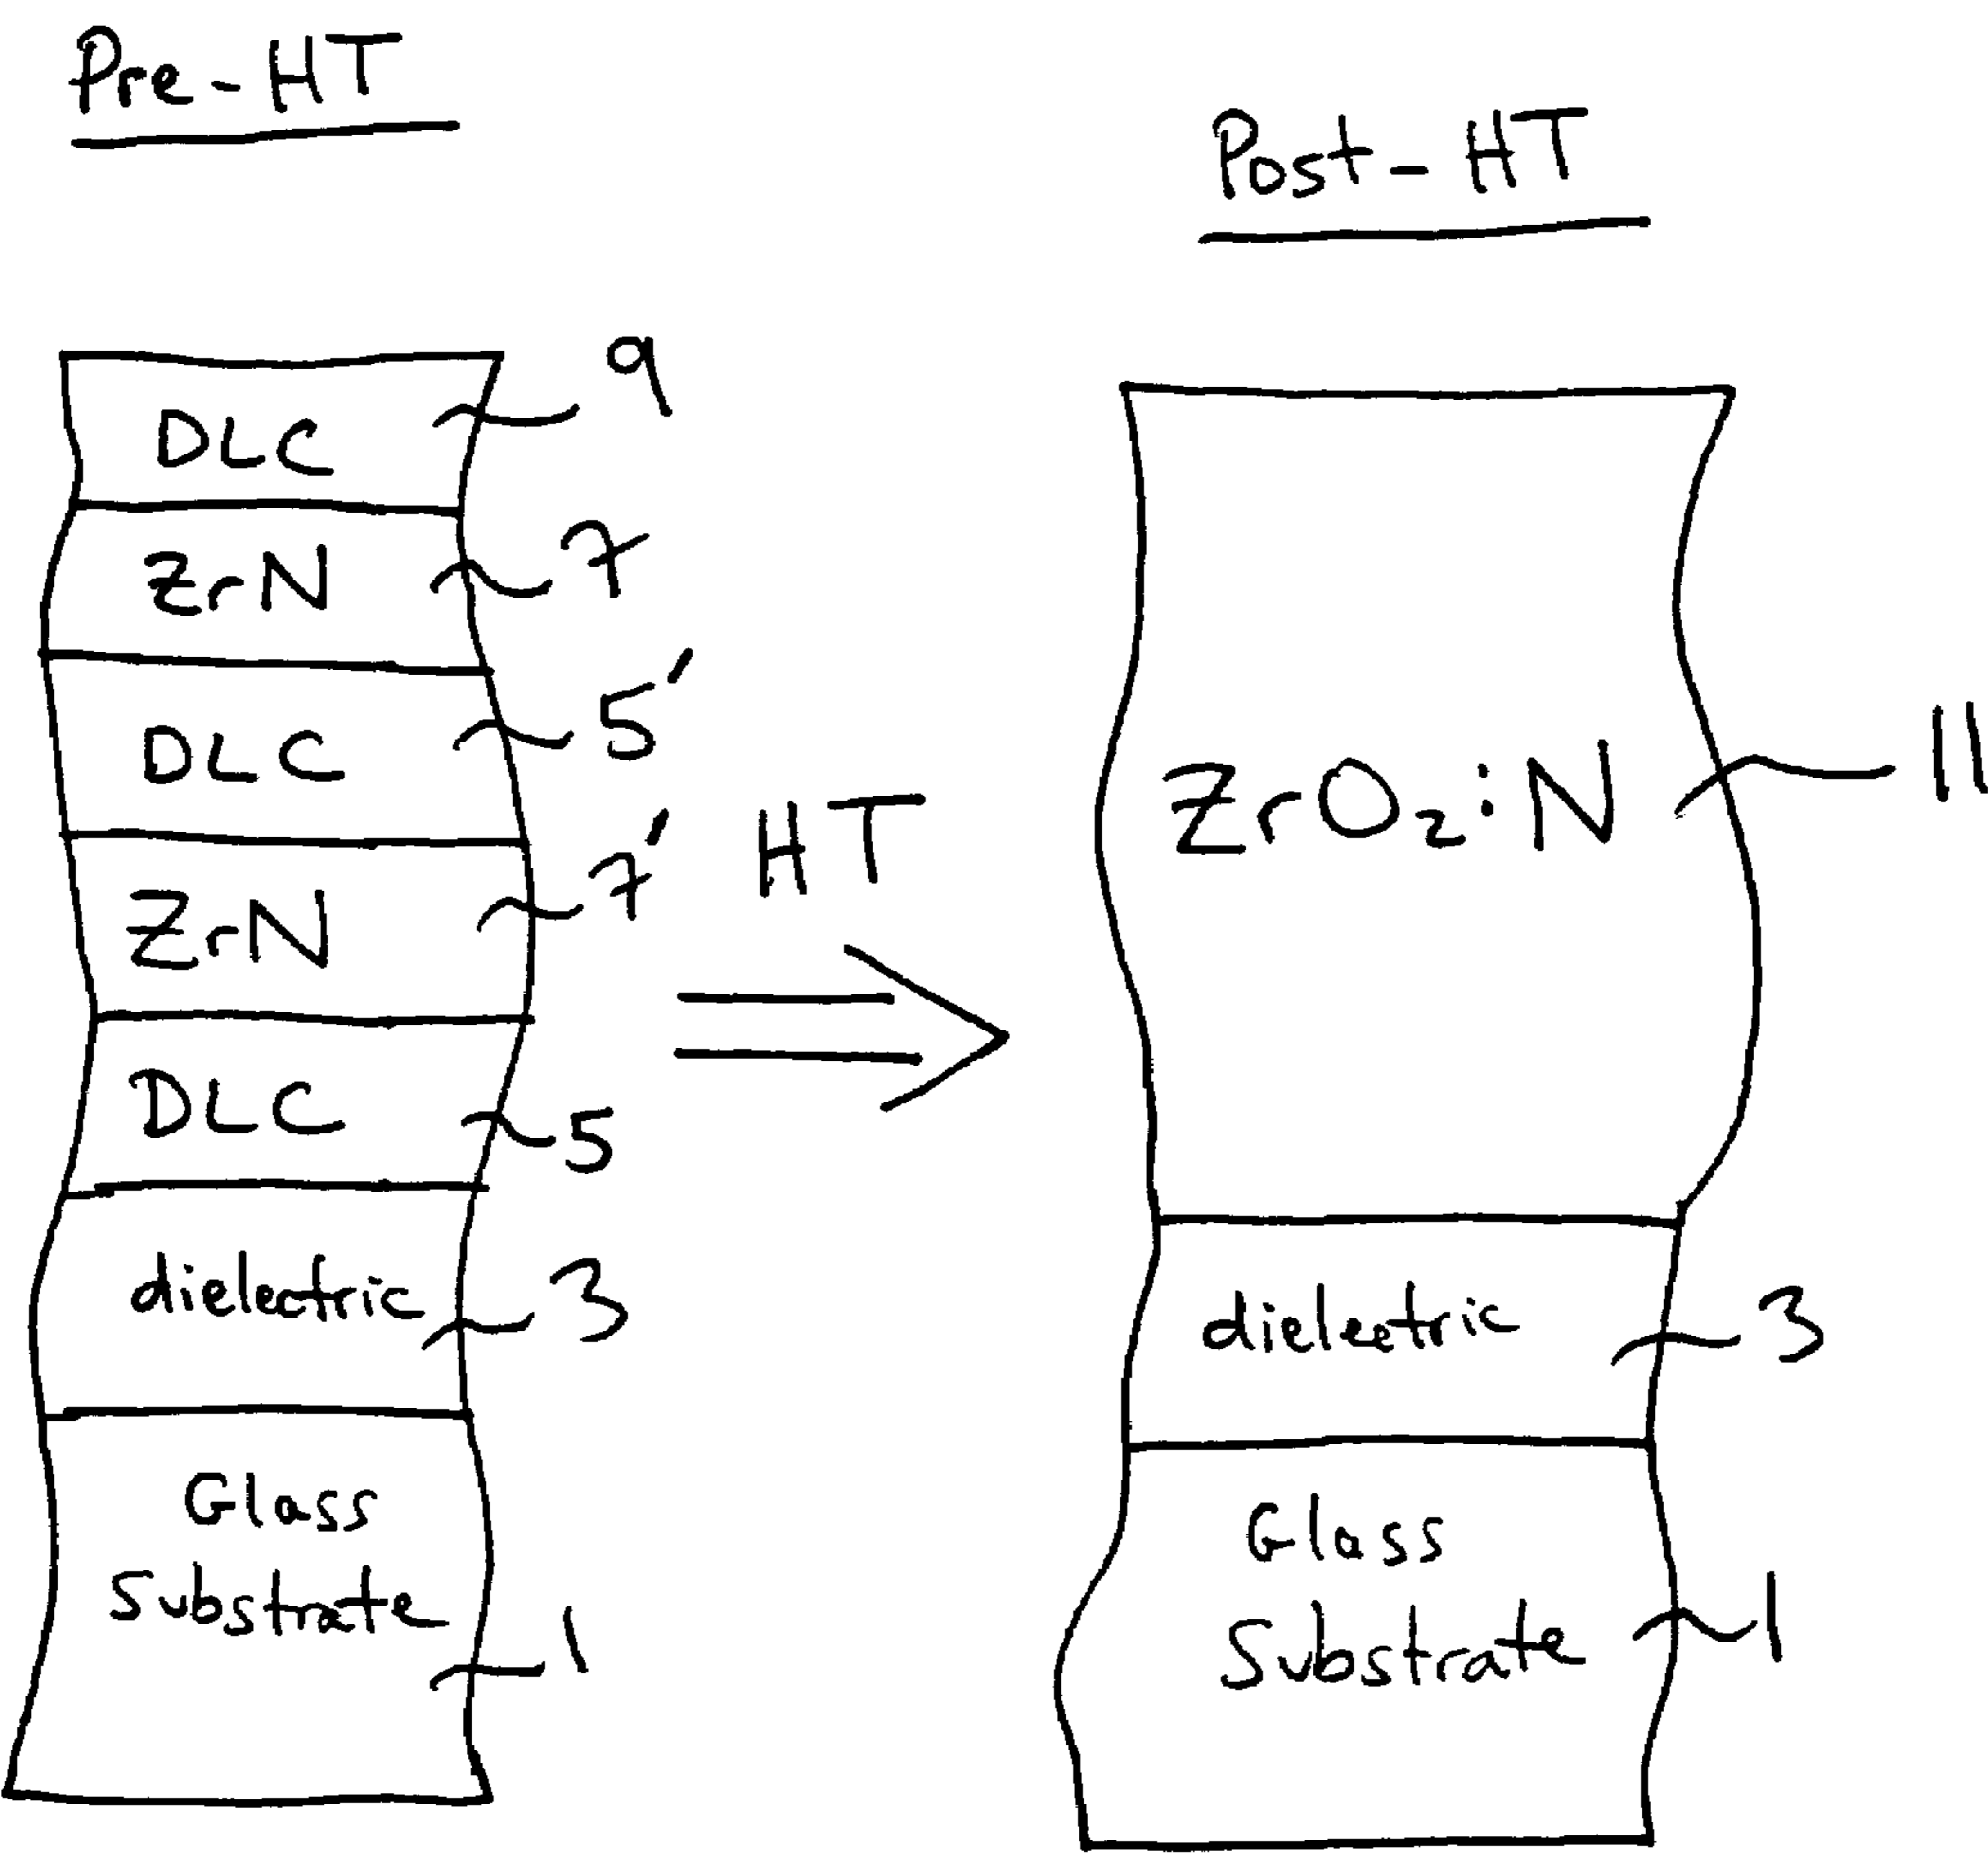 Pre-HT
DLC 9
ZrN 7
DLC 5'
ZrN 7'
DLC 5
dielectric 3
Glass
Substrate
1
HT
Post-HT
ZrO₂:N 11
dielectric 3
Glass
Substrate 1